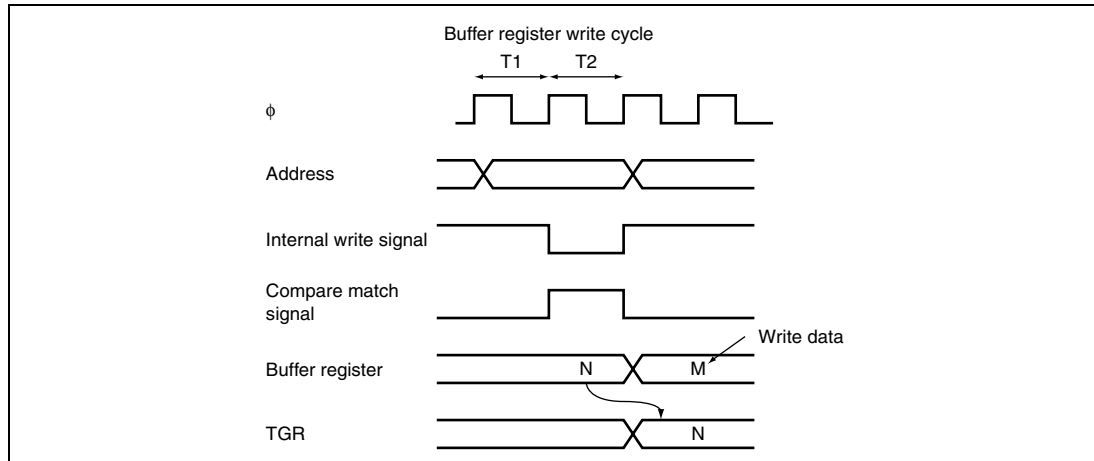 Buffer register write cycle
T1 T2
ϕ
Address
Internal write signal
Compare match
signal
Write data
Buffer register N M
TGR N